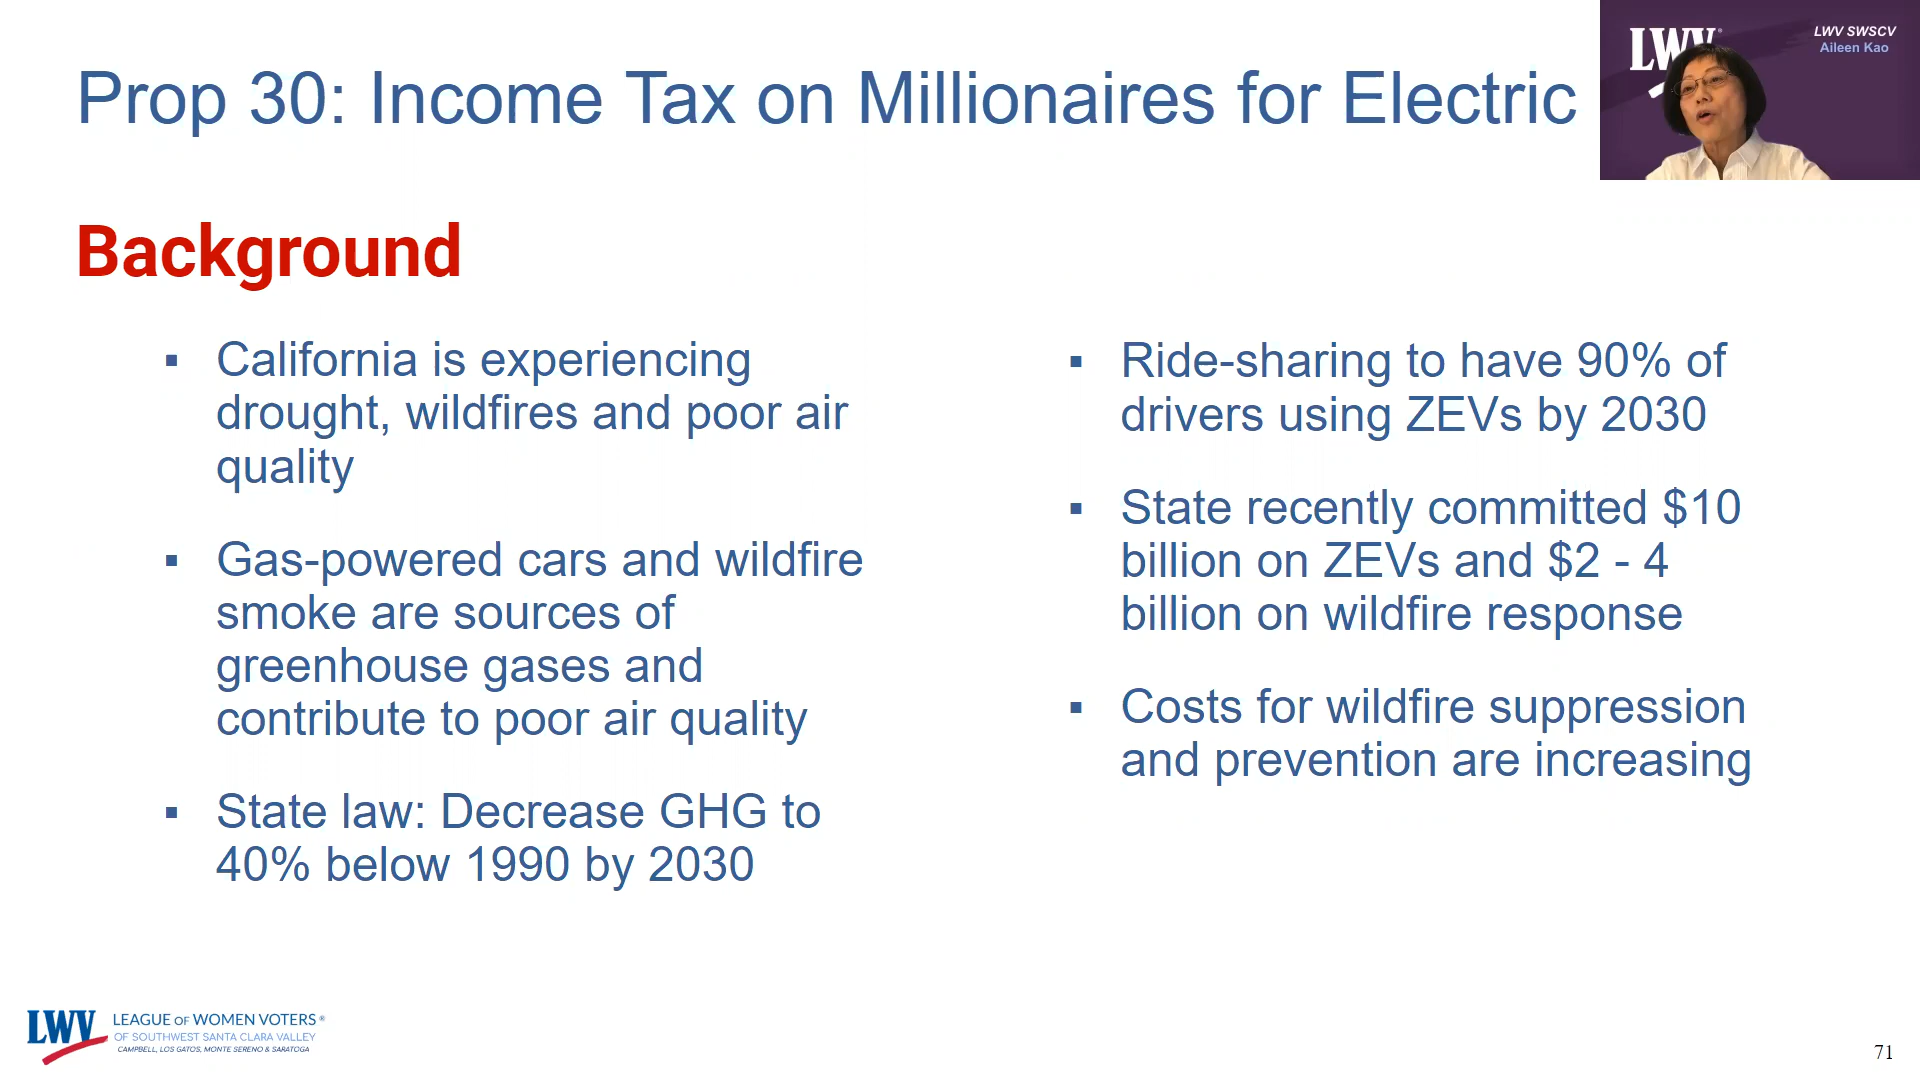 Prop 30: Income Tax on Millionaires for Electric
LWV
LWV SWSCV
Aileen Kao
Background
▪ California is experiencing
drought, wildfires and poor air
quality
▪ Gas-powered cars and wildfire
smoke are sources of
greenhouse gases and
contribute to poor air quality
▪ State law: Decrease GHG to
40% below 1990 by 2030
▪ Ride-sharing to have 90% of
drivers using ZEVs by 2030
▪ State recently committed $10
billion on ZEVs and $2 - 4
billion on wildfire response
▪ Costs for wildfire suppression
and prevention are increasing
LWV
LEAGUE OF WOMEN VOTERS®
OF SOUTHWEST SANTA CLARA VALLEY
CAMPBELL, LOS GATOS, MONTE SERENO & SARATOGA
71